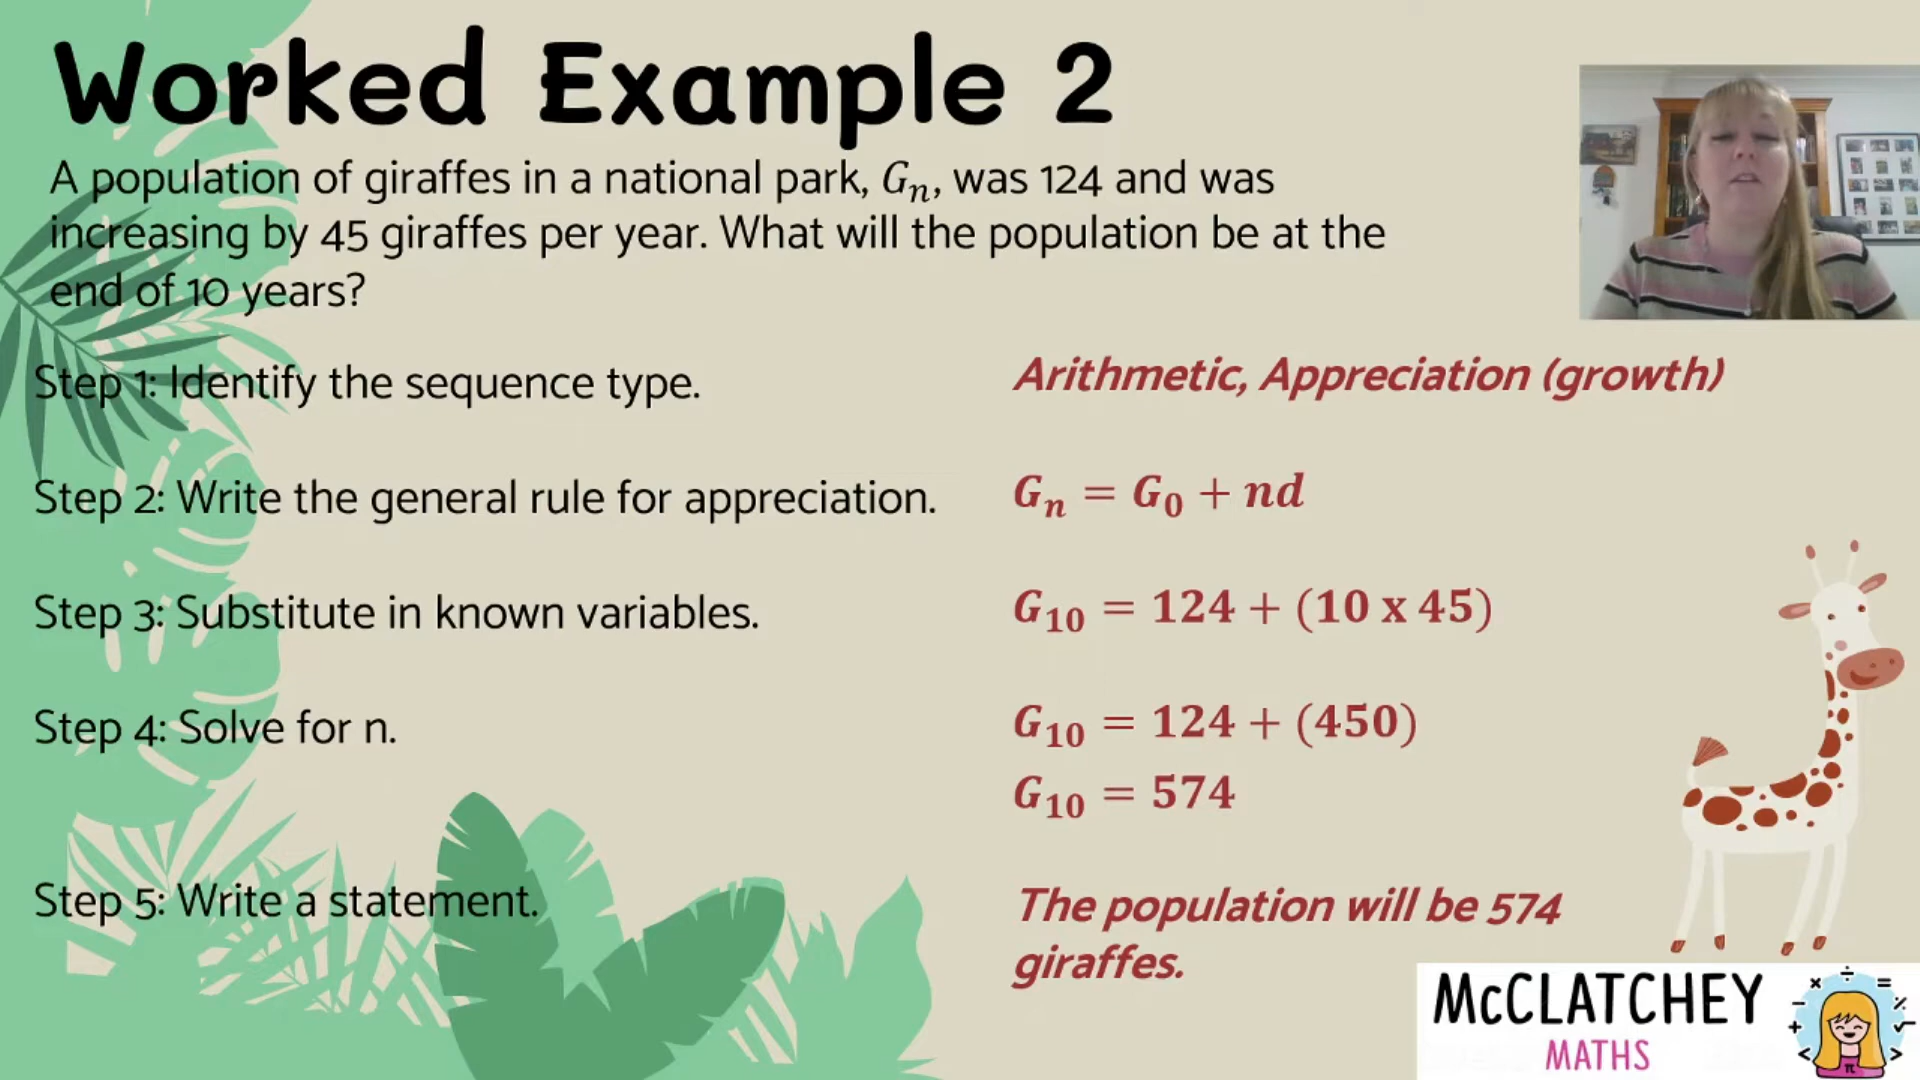 Worked Example 2
A population of giraffes in a national park, Gₙ, was 124 and was
increasing by 45 giraffes per year. What will the population be at the
end of 10 years?
Step 1: Identify the sequence type.
Arithmetic, Appreciation (growth)
Step 2: Write the general rule for appreciation.
Gₙ = G₀ + nd
Step 3: Substitute in known variables.
G₁₀ = 124 + (10 x 45)
Step 4: Solve for n.
G₁₀ = 124 + (450)
G₁₀ = 574
Step 5: Write a statement.
The population will be 574
giraffes.
McCLATCHEY
MATHS